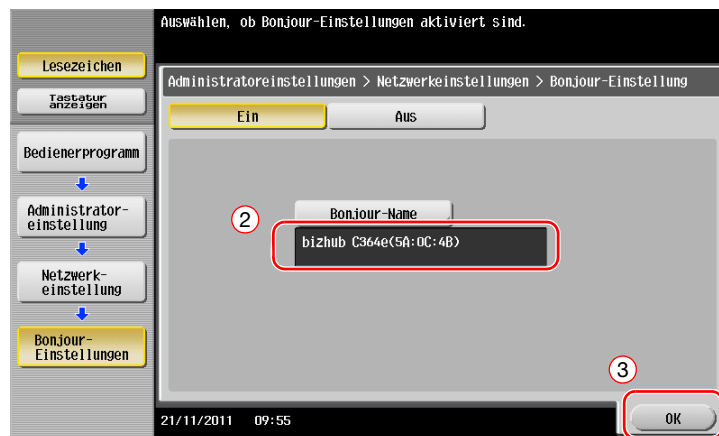 Auswählen, ob Bonjour-Einstellungen aktiviert sind.
Lesezeichen
Tastatur
anzeigen
Administratoreinstellungen > Netzwerkeinstellungen > Bonjour-Einstellung
Ein
Aus
Bedienerprogramm
Administrator-
einstellung
Netzwerk-
einstellung
Bonjour-
Einstellungen
2
Bonjour-Name
bizhub C364e(5A:0C:4B)
3
21/11/2011 09:55
OK